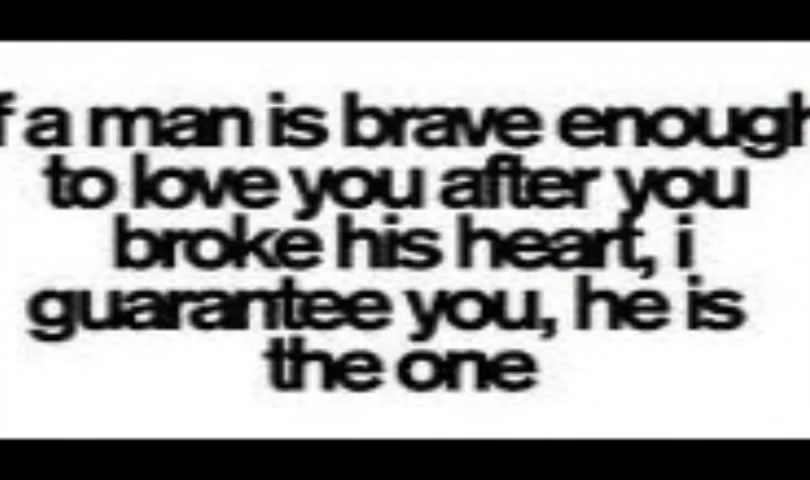 f a man is brave enough
to love you after you
broke his heart, i
guarantee you, he is
the one